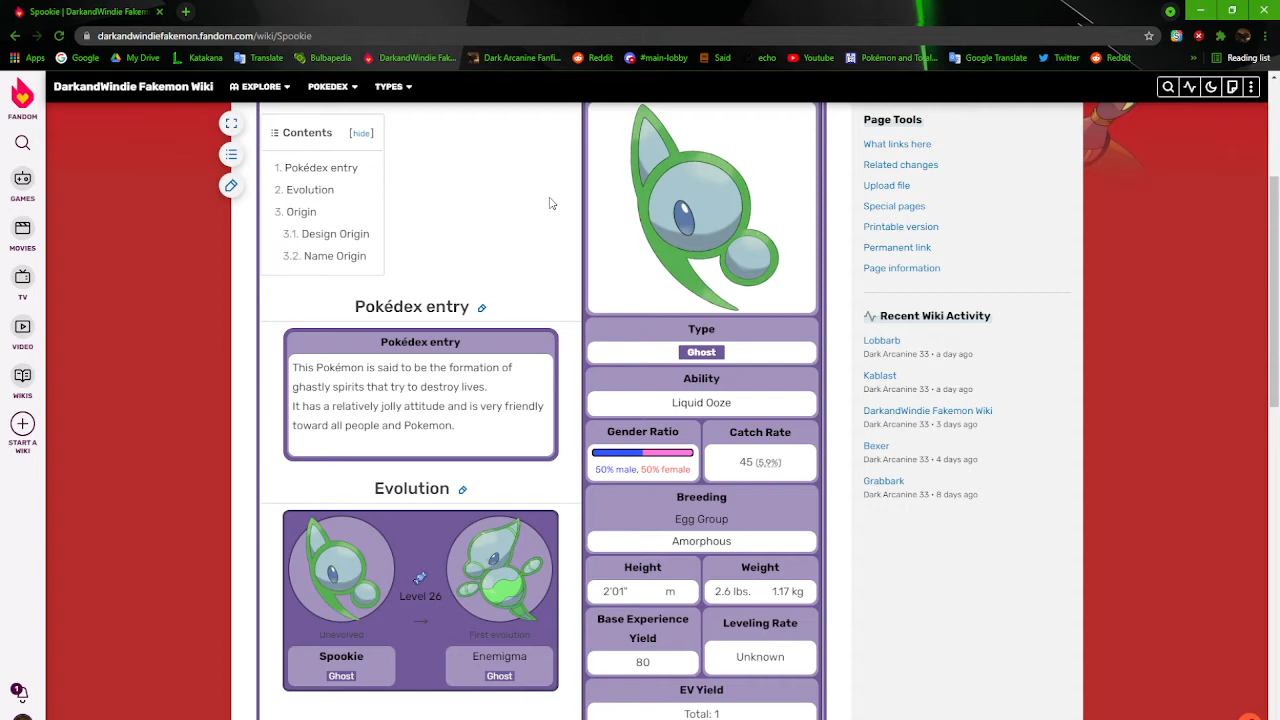 Spookie | DarkandWindie Fakem
darkandwindiefakemon.fandom.com/wiki/Spookie
Apps
Google
Translate
My Drive
Katakana
Translate
Bulbapedia
DarkandWindie Fak...
Dark Arcanine Fanfi...
Reddit
#main-lobby
Said
echo
Youtube
Pokémon and Total...
Google Translate
Twitter
Reddit
»
Reading list
DarkandWindie Fakemon Wiki
EXPLORE
POKEDEX
TYPES
FANDOM
GAMES
MOVIES
TV
VIDEO
WIKIS
START A
WIKI
1
Contents [hide]
1. Pokédex entry
2. Evolution
3. Origin
3.1. Design Origin
3.2. Name Origin
Pokédex entry
Pokédex entry
This Pokémon is said to be the formation of
ghastly spirits that try to destroy lives.
It has a relatively jolly attitude and is very friendly
toward all people and Pokemon.
Evolution
Level 26
→
Unevolved
First evolution
Spookie
Ghost
Enemigma
Ghost
Type
Ghost
Ability
Liquid Ooze
Gender Ratio
50% male, 50% female
Catch Rate
45 (5.9%)
Breeding
Egg Group
Amorphous
Height
2'01" m
Weight
2.6 lbs. 1.17 kg
Base Experience
Yield
80
Leveling Rate
Unknown
EV Yield
Total: 1
Page Tools
What links here
Related changes
Upload file
Special pages
Printable version
Permanent link
Page information
Recent Wiki Activity
Lobbarb
Dark Arcanine 33 • a day ago
Kablast
Dark Arcanine 33 • a day ago
DarkandWindie Fakemon Wiki
Dark Arcanine 33 • 3 days ago
Bexer
Dark Arcanine 33 • 4 days ago
Grabbark
Dark Arcanine 33 • 8 days ago